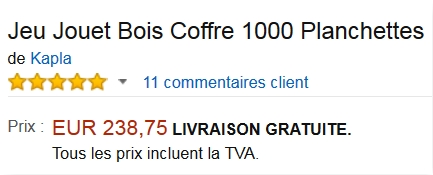 Jeu Jouet Bois Coffre 1000 Planchettes
de Kapla
11 commentaires client
Prix : EUR 238,75 LIVRAISON GRATUITE.
Tous les prix incluent la TVA.